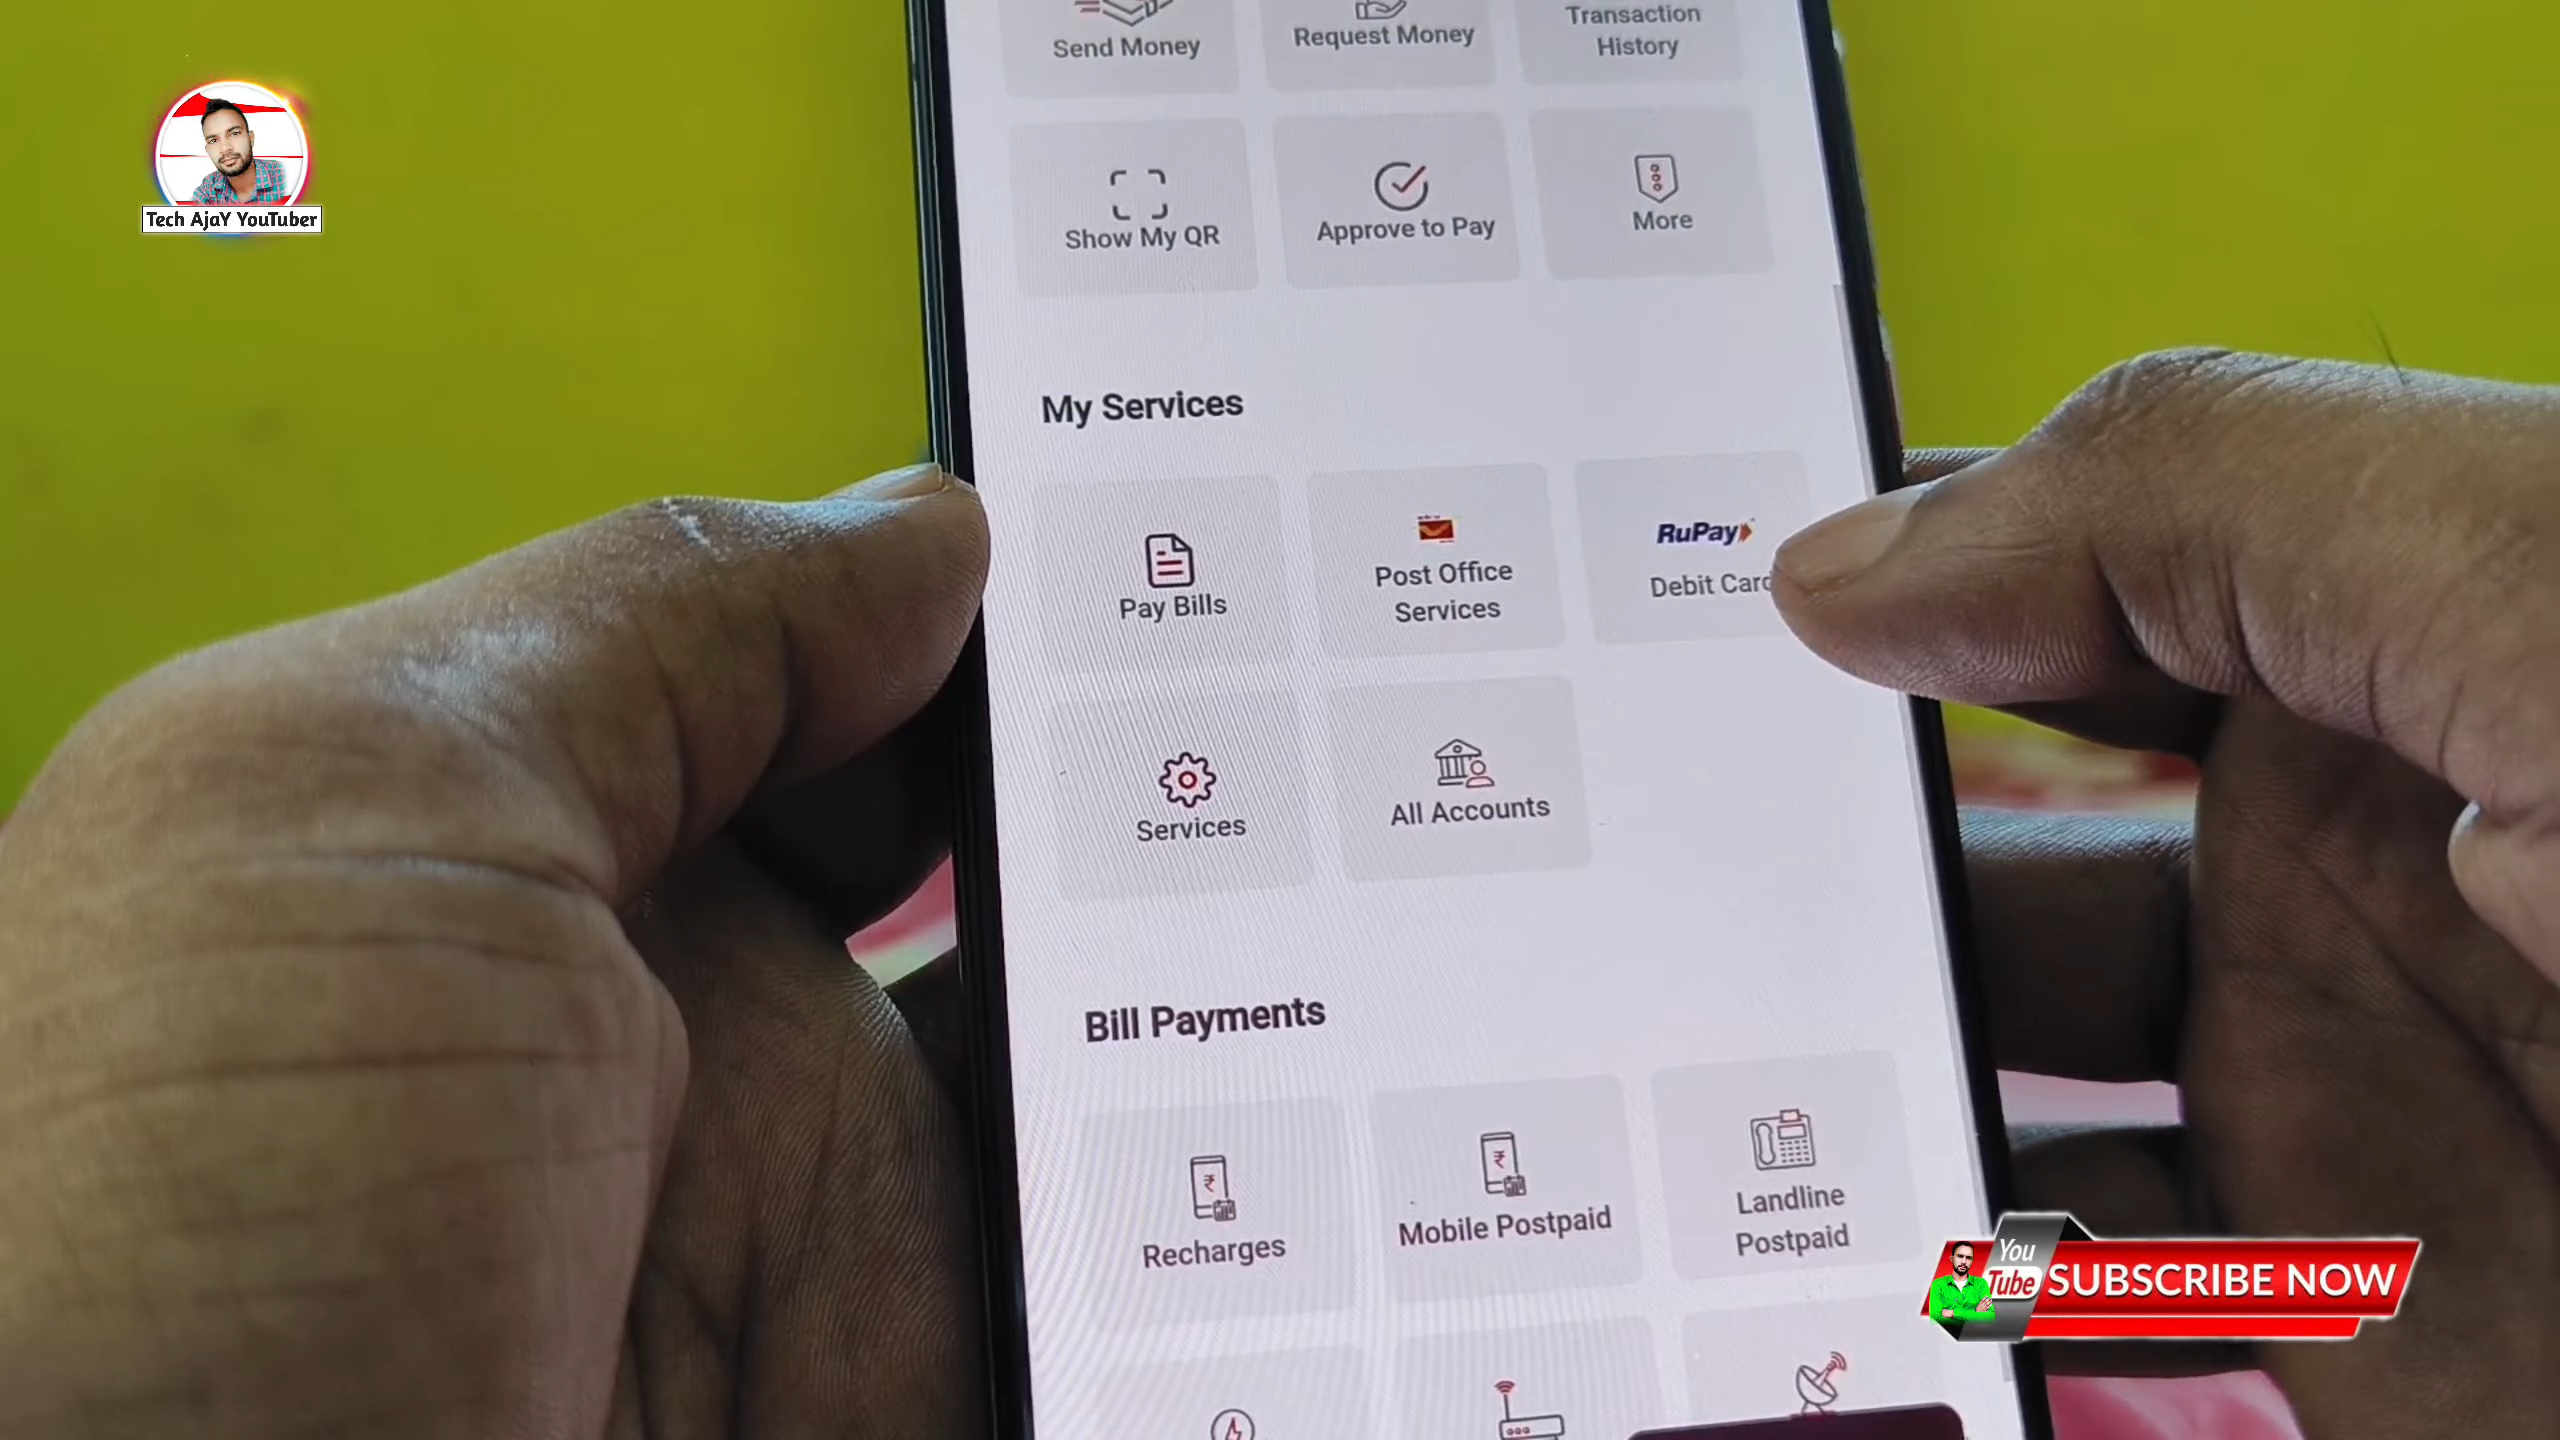 Send Money
Request Money
Transaction
History
Tech AjaY YouTuber
Show My QR
Approve to Pay
More
My Services
Pay Bills
Post Office
Services
RuPay
Debit Card
Services
All Accounts
Bill Payments
Recharges
Mobile Postpaid
Landline
Postpaid
You
Tube
SUBSCRIBE NOW